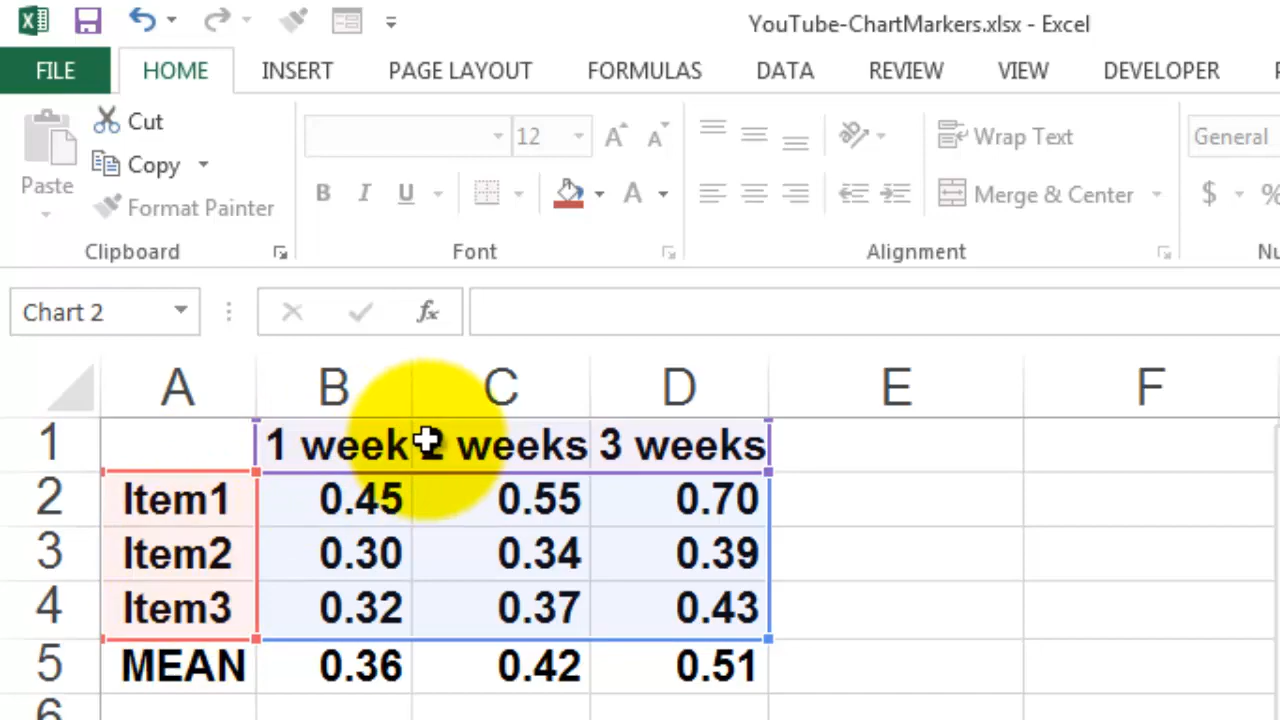 YouTube-ChartMarkers.xlsx - Excel
FILE HOME INSERT PAGE LAYOUT FORMULAS DATA REVIEW VIEW DEVELOPER
Cut
Copy
Paste
Format Painter
Clipboard
12
B I U
Font
Wrap Text
Merge & Center
Alignment
General
$ %
Chart 2
fx
A B C D E F
1 1 week 2 weeks 3 weeks
2 Item1 0.45 0.55 0.70
3 Item2 0.30 0.34 0.39
4 Item3 0.32 0.37 0.43
5 MEAN 0.36 0.42 0.51
6